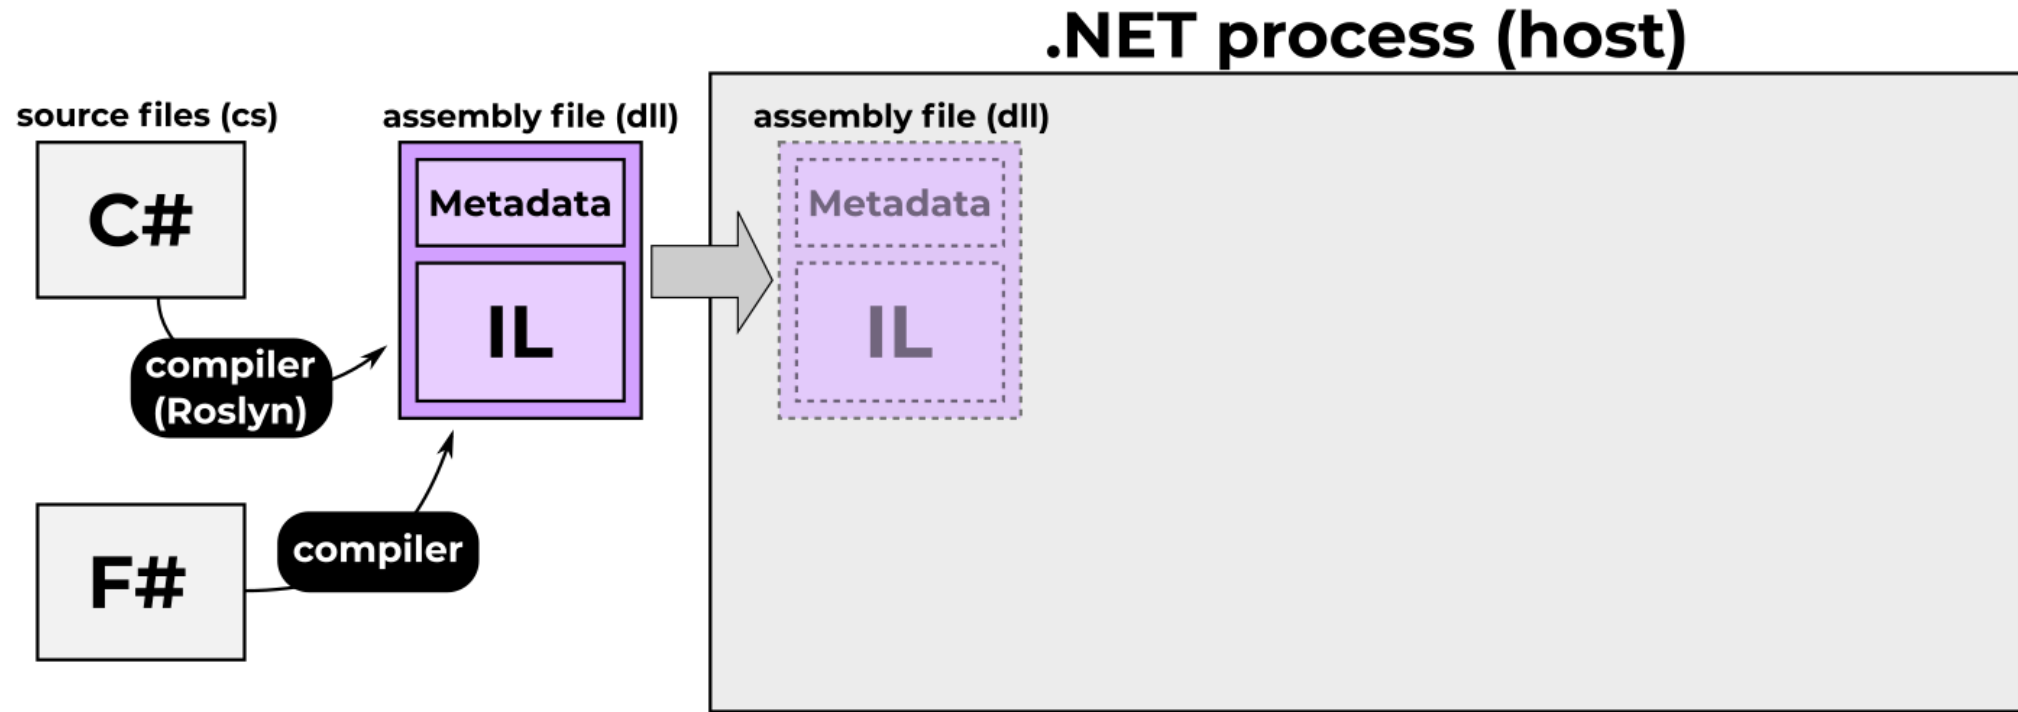 .NET process (host)
source files (cs)
assembly file (dll)
assembly file (dll)
C#
Metadata
IL
Metadata
IL
compiler
(Roslyn)
compiler
F#